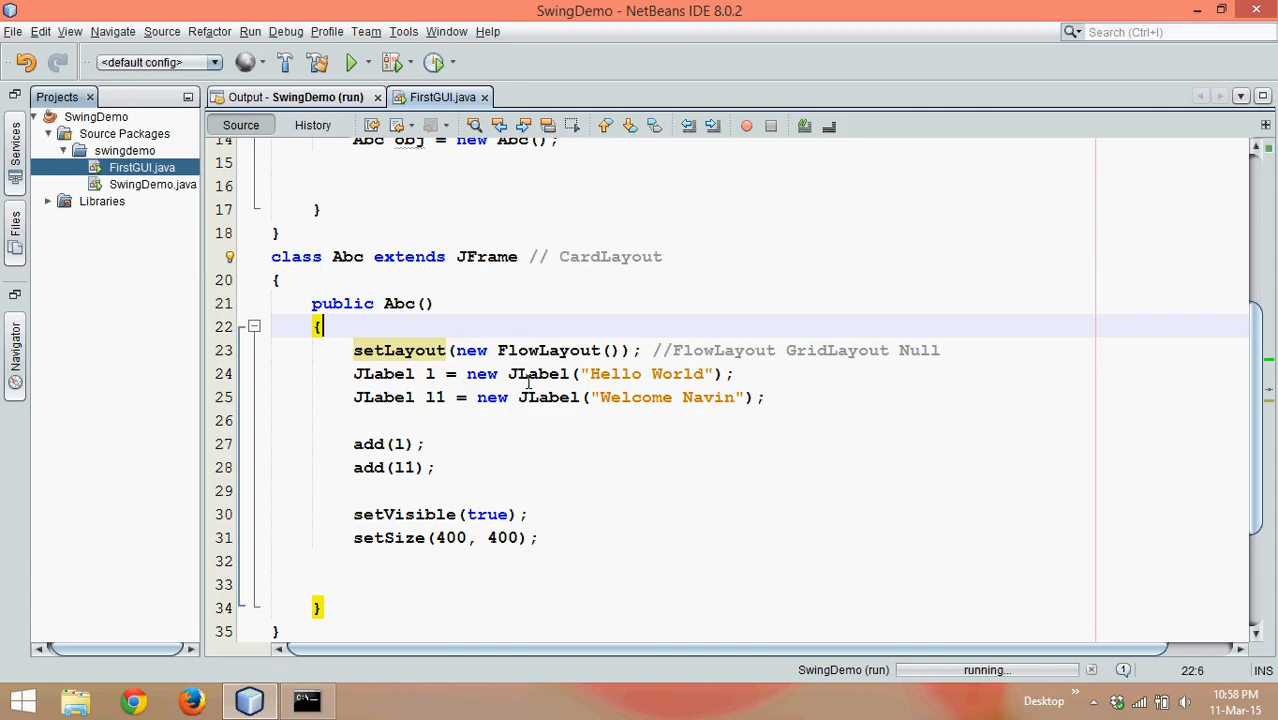 SwingDemo - NetBeans IDE 8.0.2
File Edit View Navigate Source Refactor Run Debug Profile Team Tools Window Help
Search (Ctrl+I)
<default config>
Projects
Output - SwingDemo (run)
FirstGUI.java
Source
History
Services
Files
Navigator
SwingDemo
Source Packages
swingdemo
FirstGUI.java
SwingDemo.java
Libraries
14 Abc obj = new Abc();
15
16
17 }
18 }
class Abc extends JFrame // CardLayout
20 {
21 public Abc()
22 {
23 setLayout(new FlowLayout()); //FlowLayout GridLayout Null
24 JLabel l = new JLabel("Hello World");
25 JLabel l1 = new JLabel("Welcome Navin");
26
27 add(l);
28 add(l1);
29
30 setVisible(true);
31 setSize(400, 400);
32
33
34 }
35 }
SwingDemo (run)
running...
1
22:6
INS
Desktop
10:58 PM
11-Mar-15